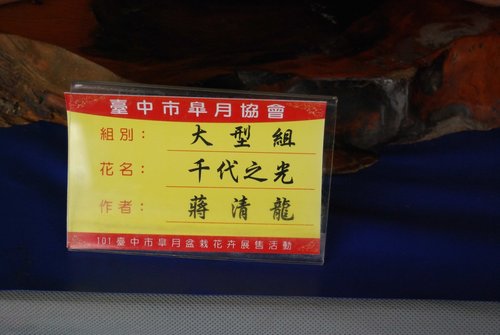 臺中市皐月協會
組別： 大型組
花名： 千代之光
作者： 蔣清龍
101臺中市皐月盆栽花卉展售活動